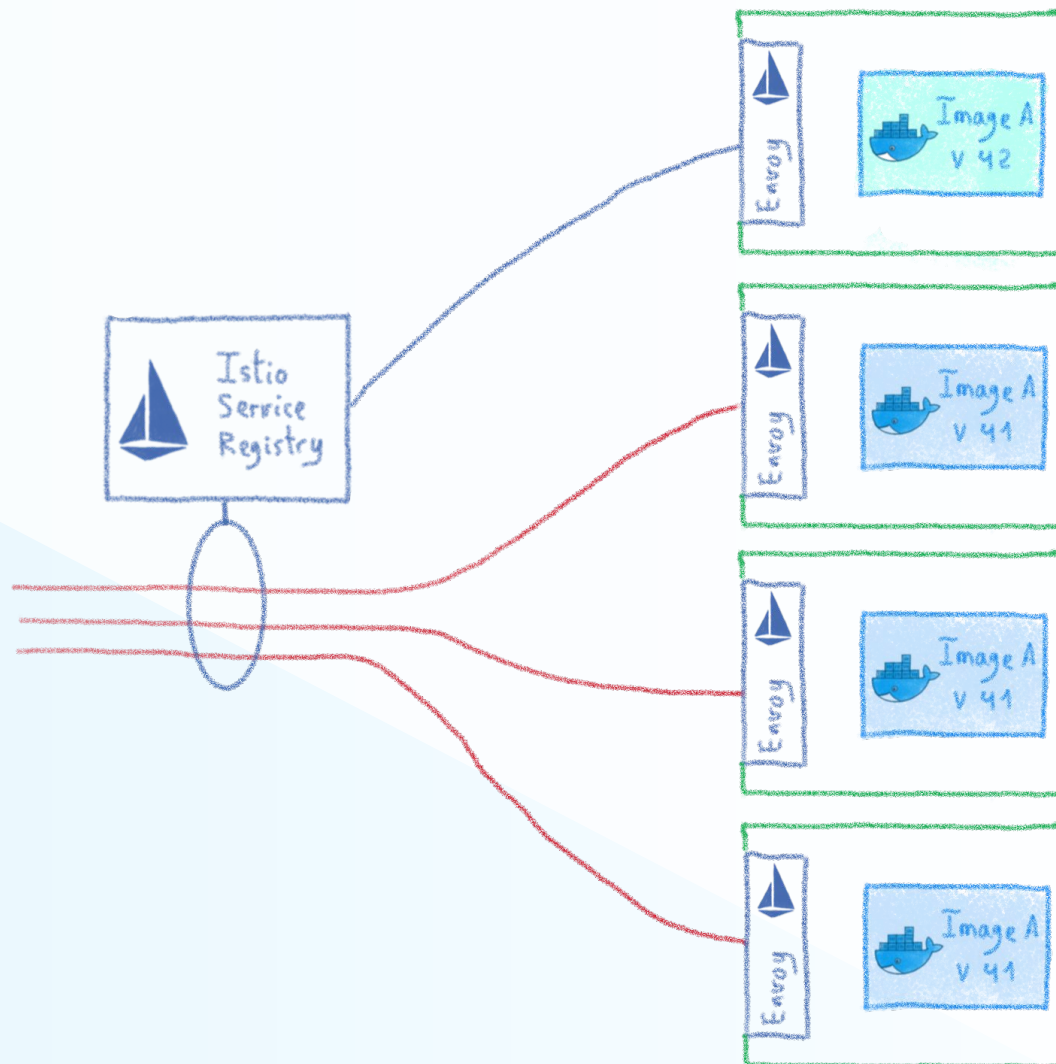 Envoy
Image A
v 42
Istio
Service
Registry
Envoy
Image A
v 41
Envoy
Image A
v 41
Envoy
Image A
v 41